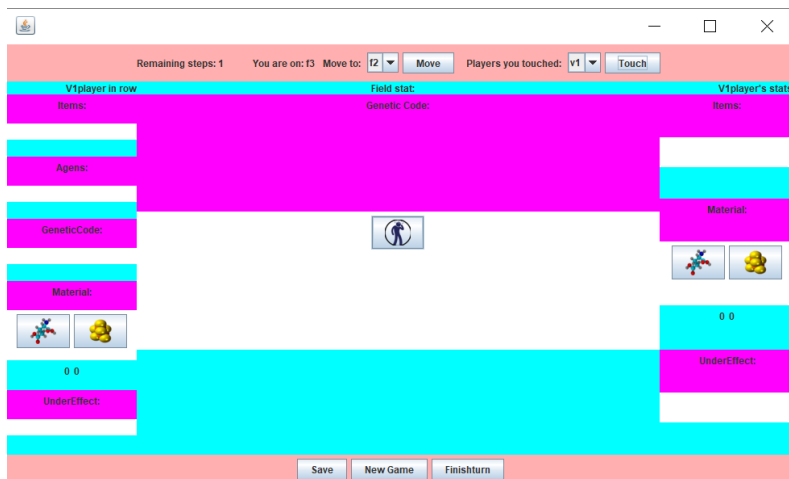 Remaining steps: 1 You are on: f3 Move to: f2 Move Players you touched: v1 Touch
V1player in row Field stat: V1player's stats
Items: Genetic Code: Items:
Agens:
Material:
GeneticCode:
Material:
0 0
UnderEffect:
0 0
UnderEffect:
Save New Game Finishturn